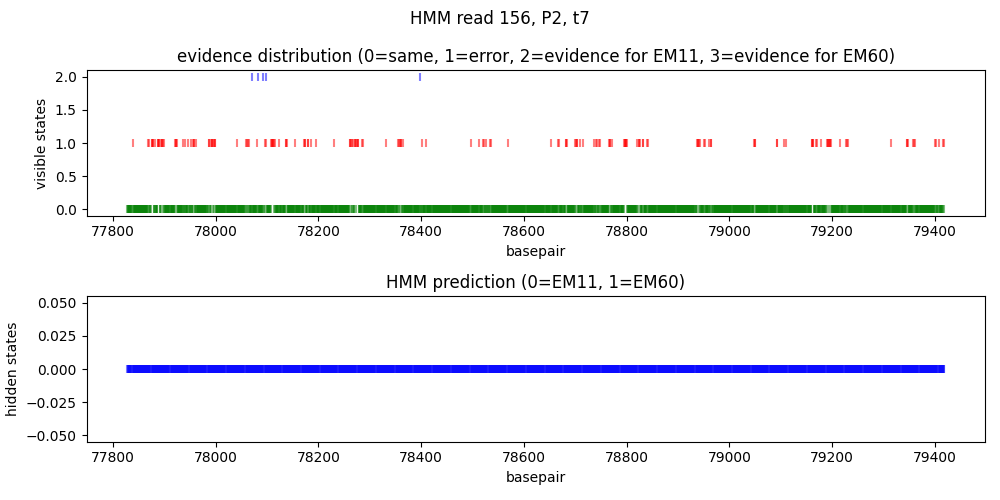 HMM read 156, P2, t7
evidence distribution (0=same, 1=error, 2=evidence for EM11, 3=evidence for EM60)
visible states
2.0
1.5
1.0
0.5
0.0
77800 78000 78200 78400 78600 78800 79000 79200 79400
basepair
HMM prediction (0=EM11, 1=EM60)
hidden states
0.050
0.025
0.000
−0.025
−0.050
77800 78000 78200 78400 78600 78800 79000 79200 79400
basepair